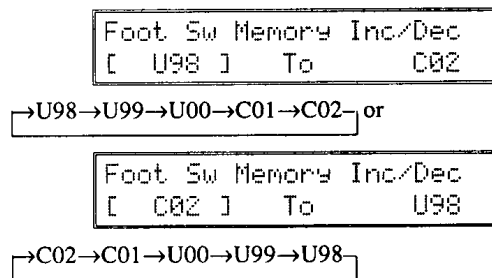 Foot Sw Memory Inc/Dec
[ U98 ] To C02
→U98→U99→U00→C01→C02 or
Foot Sw Memory Inc/Dec
[ C02 ] To U98
→C02→C01→U00→U99→U98